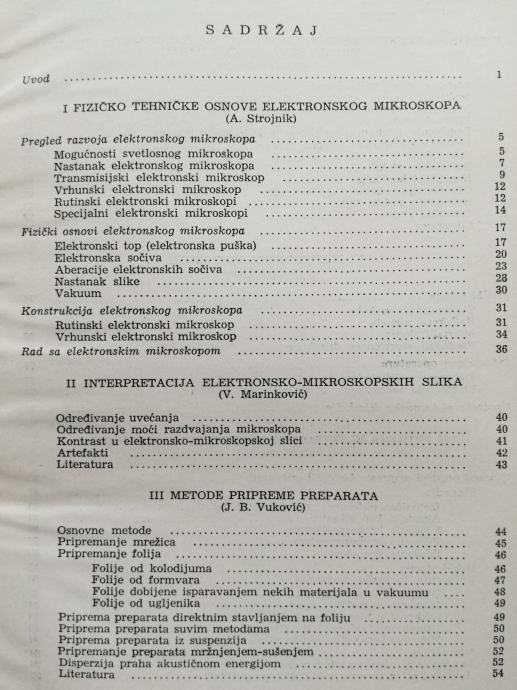 SADRŽAJ
Uvod 1
I FIZIČKO TEHNIČKE OSNOVE ELEKTRONSKOG MIKROSKOPA
(A. Strojnik)
Pregled razvoja elektronskog mikroskopa 5
Mogućnosti svetlosnog mikroskopa 5
Nastanak elektronskog mikroskopa 7
Transmisijski elektronski mikroskop 9
Vrhunski elektronski mikroskop 12
Rutinski elektronski mikroskopi 12
Specijalni elektronski mikroskopi 14
Fizički osnovi elektronskog mikroskopa 17
Elektronski top (elektronska puška) 17
Elektronska sočiva 20
Aberacije elektronskih sočiva 23
Nastanak slike 28
Vakuum 30
Konstrukcija elektronskog mikroskopa 31
Rutinski elektronski mikroskop 31
Vrhunski elektronski mikroskop 34
Rad sa elektronskim mikroskopom 36
II INTERPRETACIJA ELEKTRONSKO-MIKROSKOPSKIH SLIKA
(V. Marinković)
Određivanje uvećanja 40
Određivanje moći razdvajanja mikroskopa 40
Kontrast u elektronsko-mikroskopskoj slici 41
Artefakti 42
Literatura 43
III METODE PRIPREME PREPARATA
(J. B. Vuković)
Osnovne metode 44
Pripremanje mrežica 45
Pripremanje folija 46
Folije od kolodijuma 46
Folije od formvara 47
Folije dobijene isparavanjem nekih materijala u vakuumu 48
Folije od ugljenika 49
Priprema preparata direktnim stavljanjem na foliju 49
Priprema preparata suvim metodama 50
Priprema preparata iz suspenzija 50
Pripremanje preparata mržnjenjem-sušenjem 52
Disperzija praha akustičnom energijom 52
Literatura 54